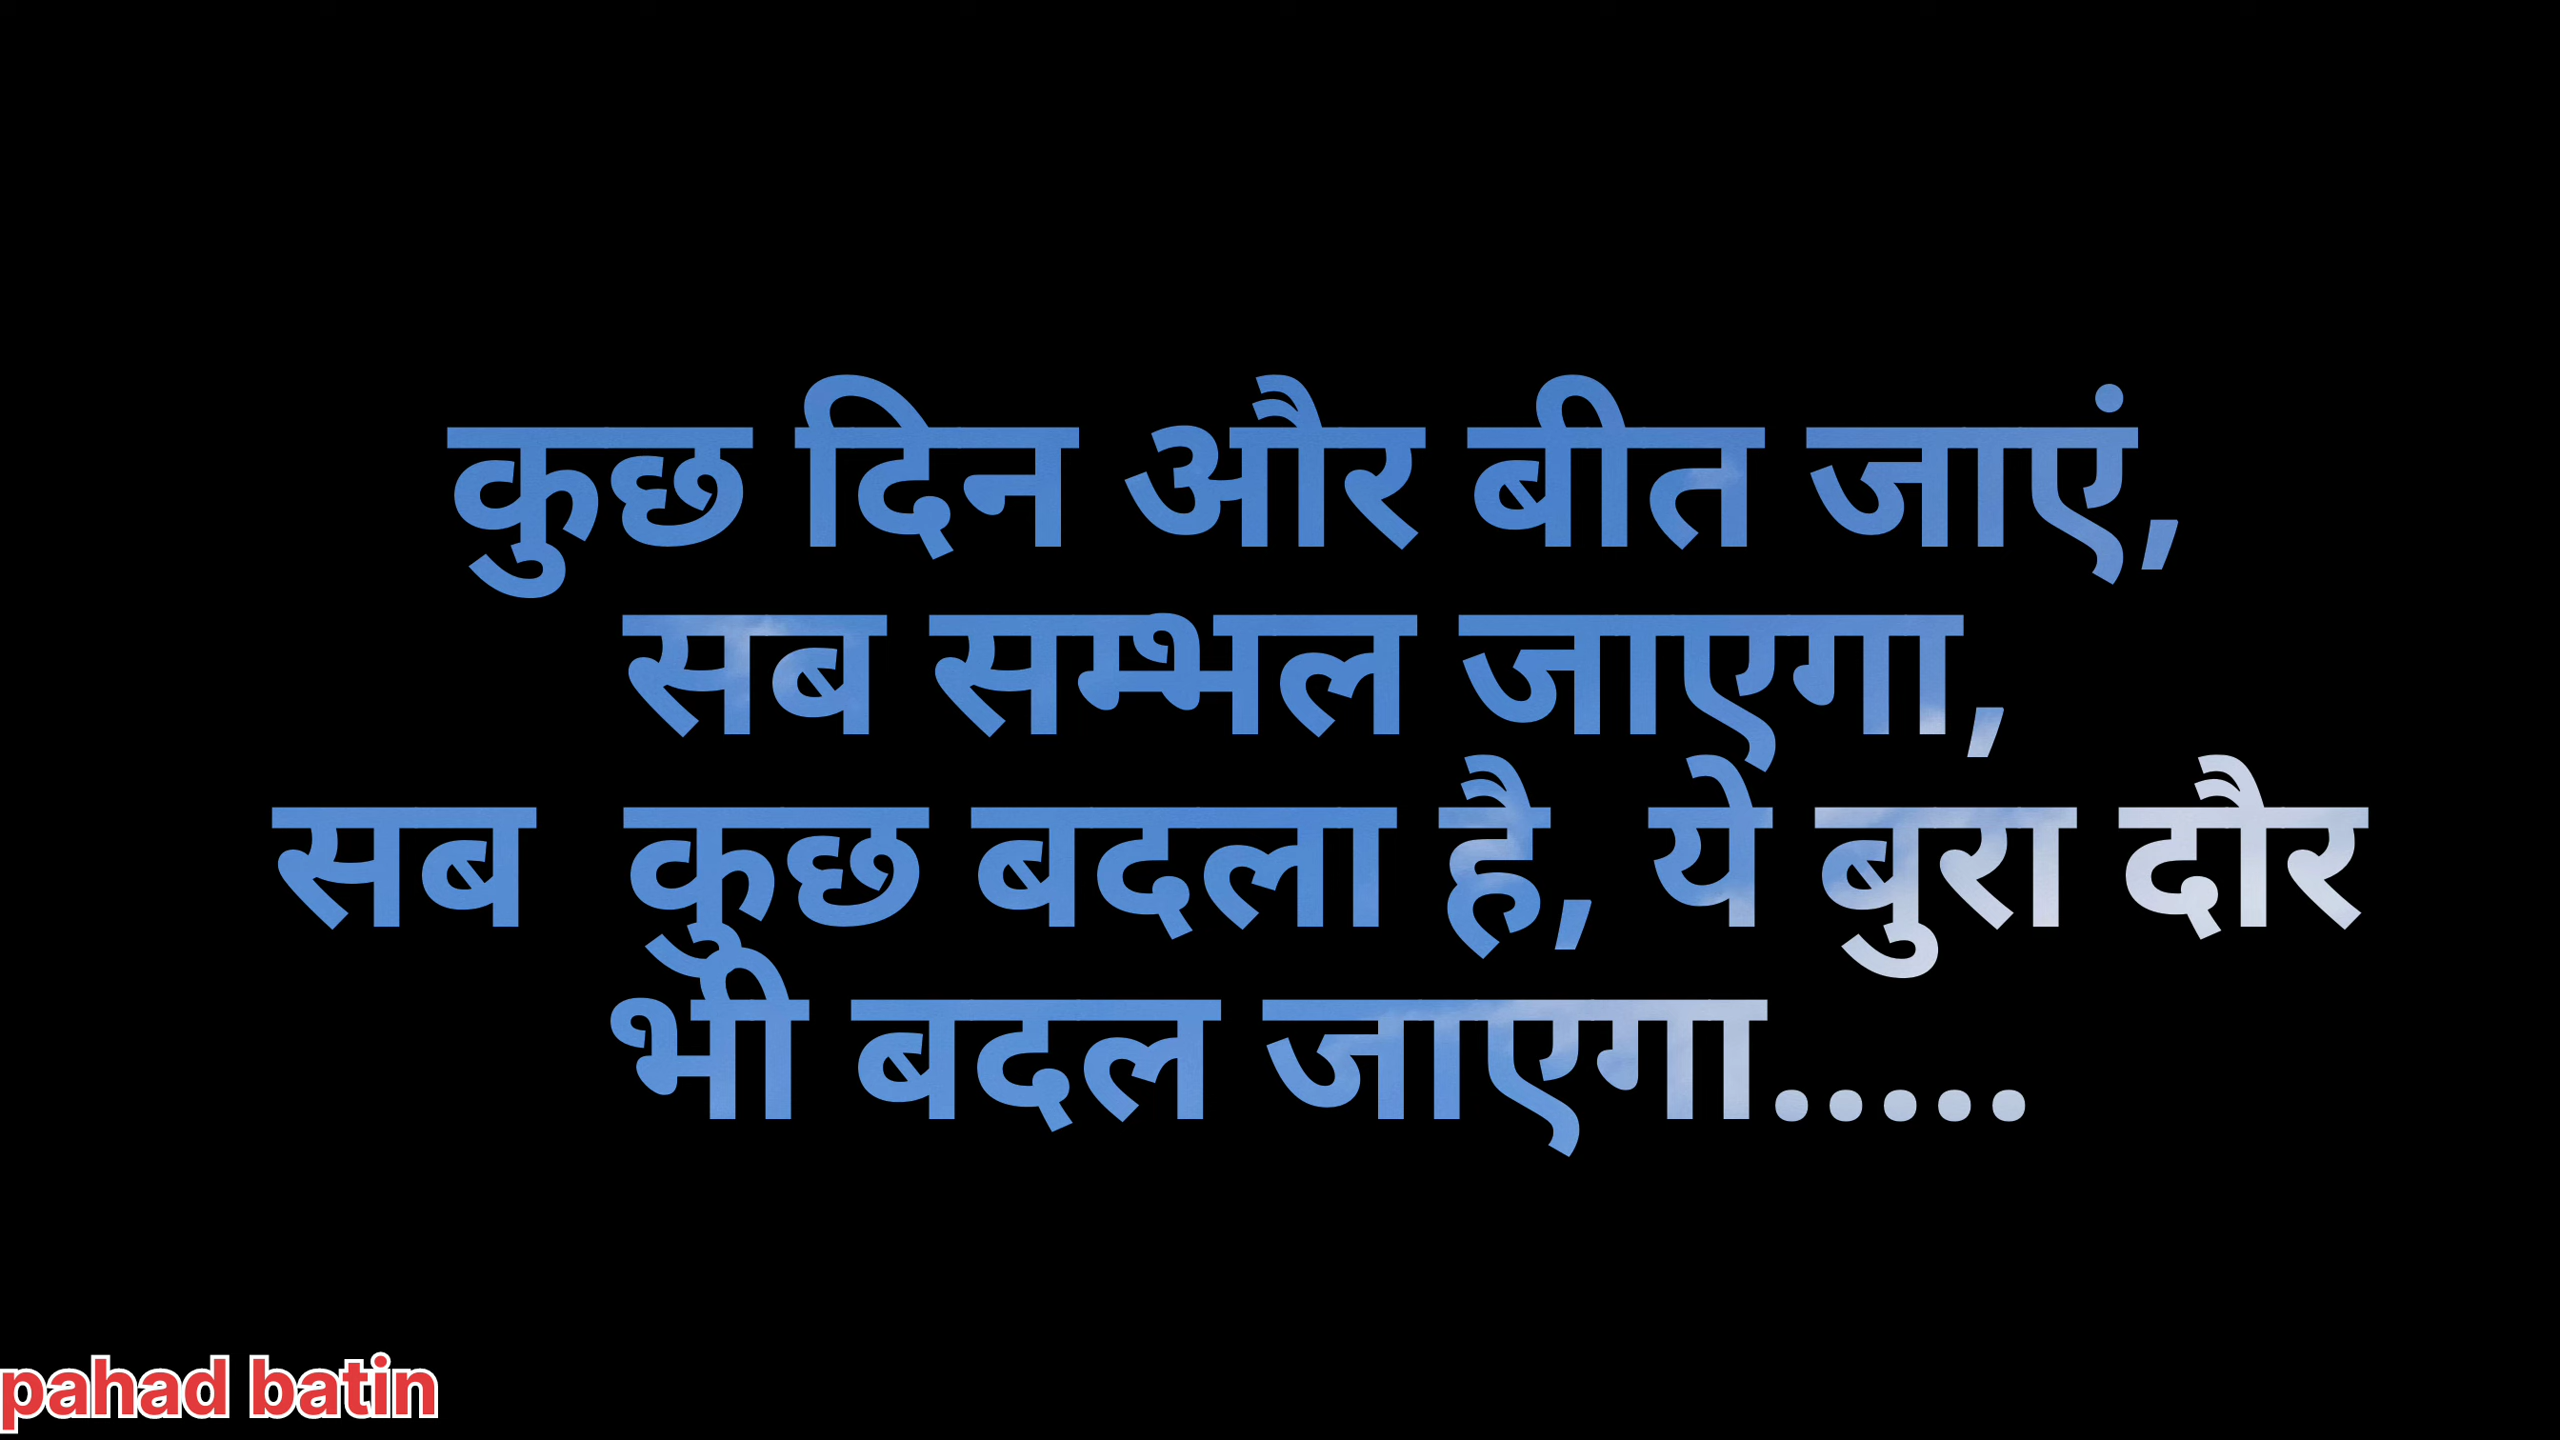 कुछ दिन और बीत जाएं,
सब सम्भल जाएगा,
सब  कुछ बदला है, ये बुरा दौर
भी बदल जाएगा.....
pahad batin